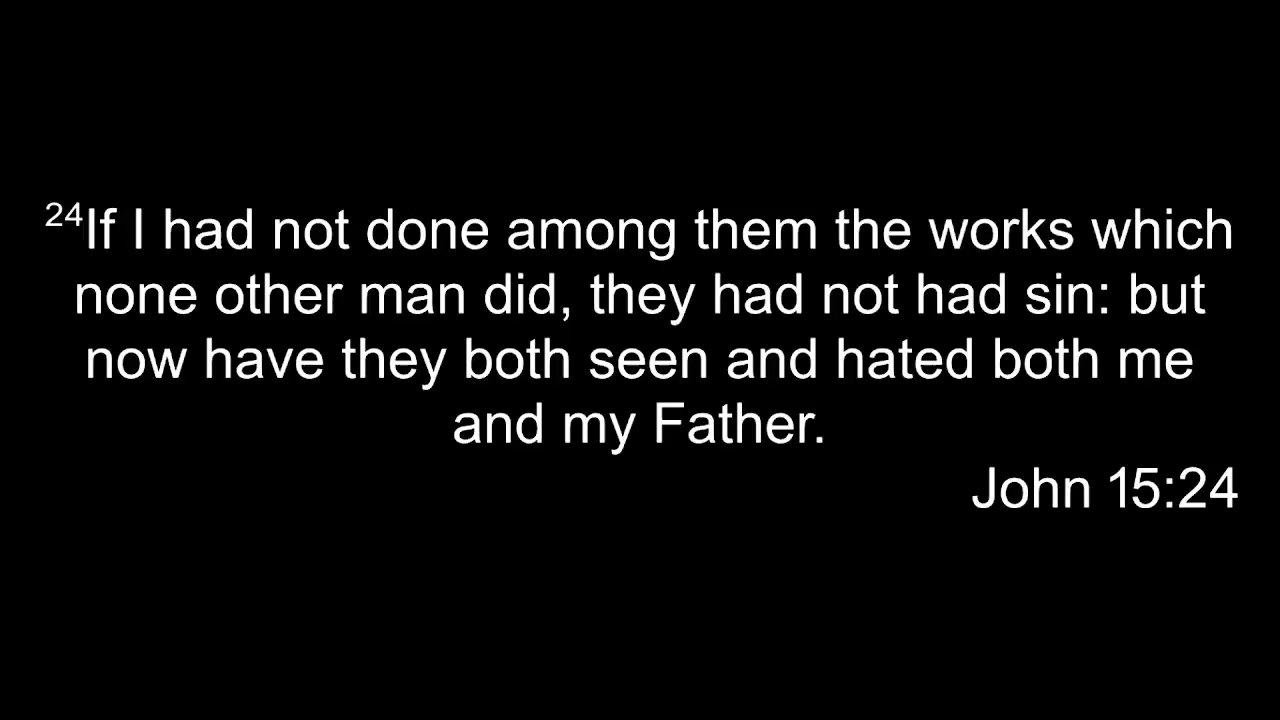 24If I had not done among them the works which
none other man did, they had not had sin: but
now have they both seen and hated both me
and my Father.
John 15:24